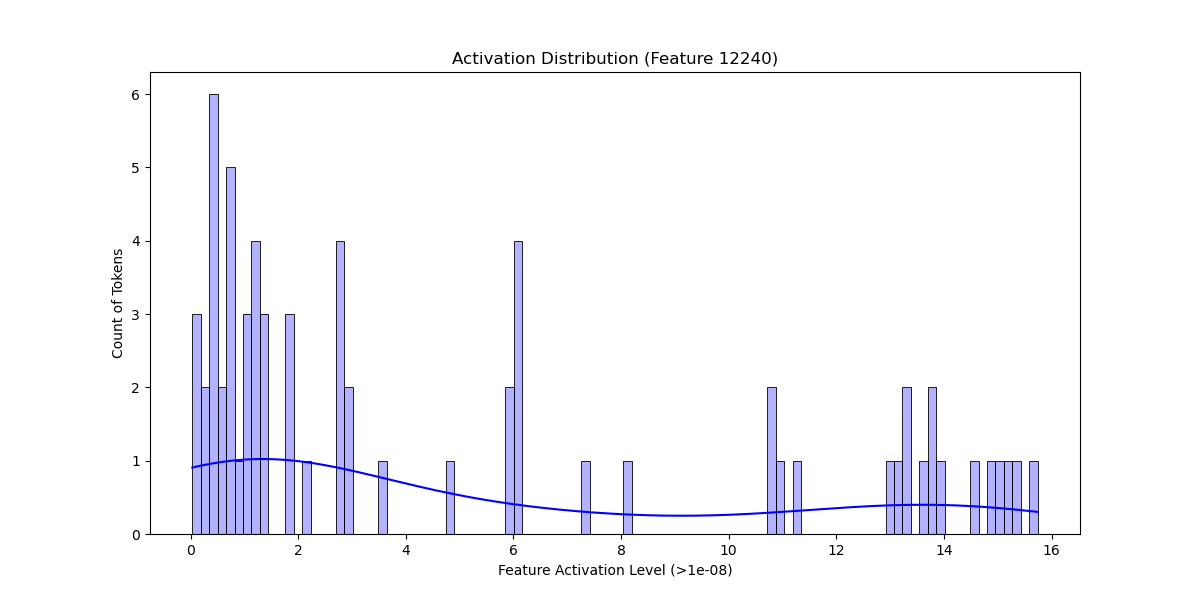 Activation Distribution (Feature 12240)
6
5
4
3
2
1
0
Count of Tokens
0 2 4 6 8 10 12 14 16
Feature Activation Level (>1e-08)